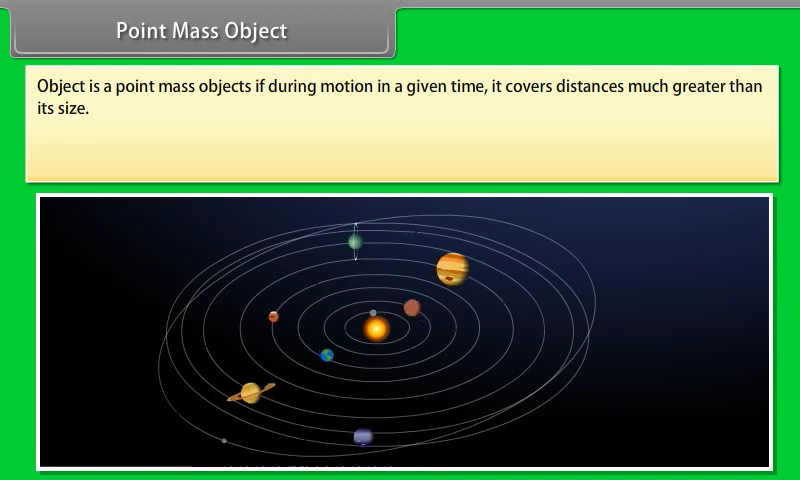 Point Mass Object
Object is a point mass objects if during motion in a given time, it covers distances much greater than
its size.